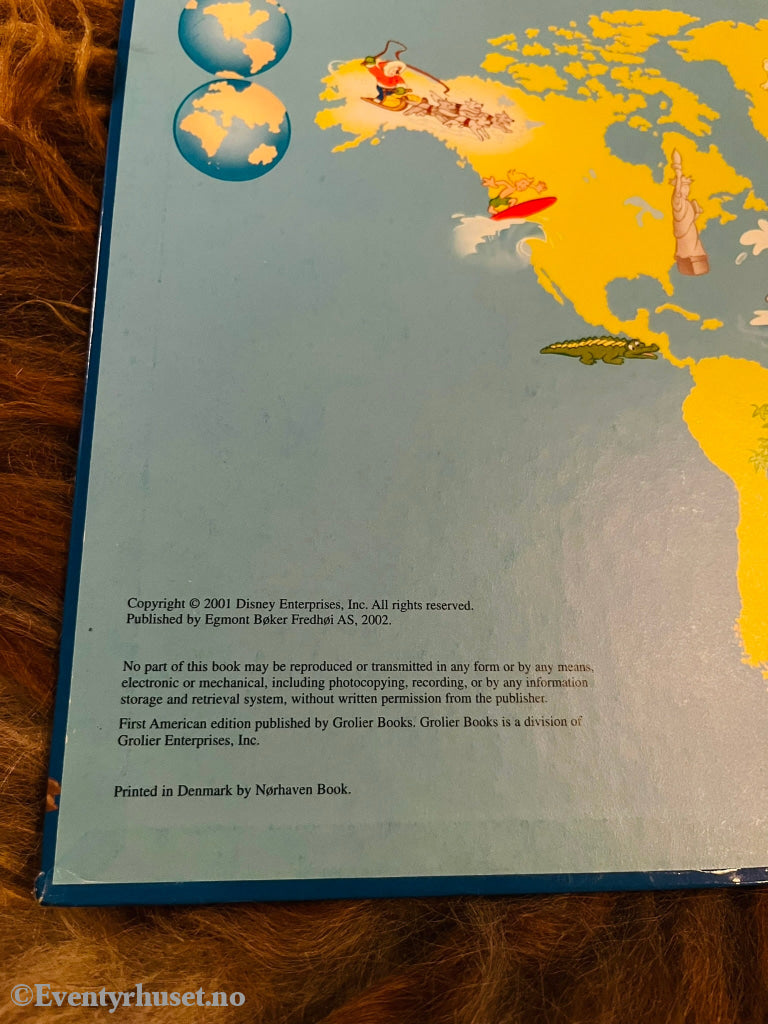 Copyright © 2001 Disney Enterprises, Inc. All rights reserved.
Published by Egmont Bøker Fredhøi AS, 2002.
No part of this book may be reproduced or transmitted in any form or by any means,
electronic or mechanical, including photocopying, recording, or by any information
storage and retrieval system, without written permission from the publisher.
First American edition published by Grolier Books. Grolier Books is a division of
Grolier Enterprises, Inc.
Printed in Denmark by Nørhaven Book.
©Eventyrhuset.no